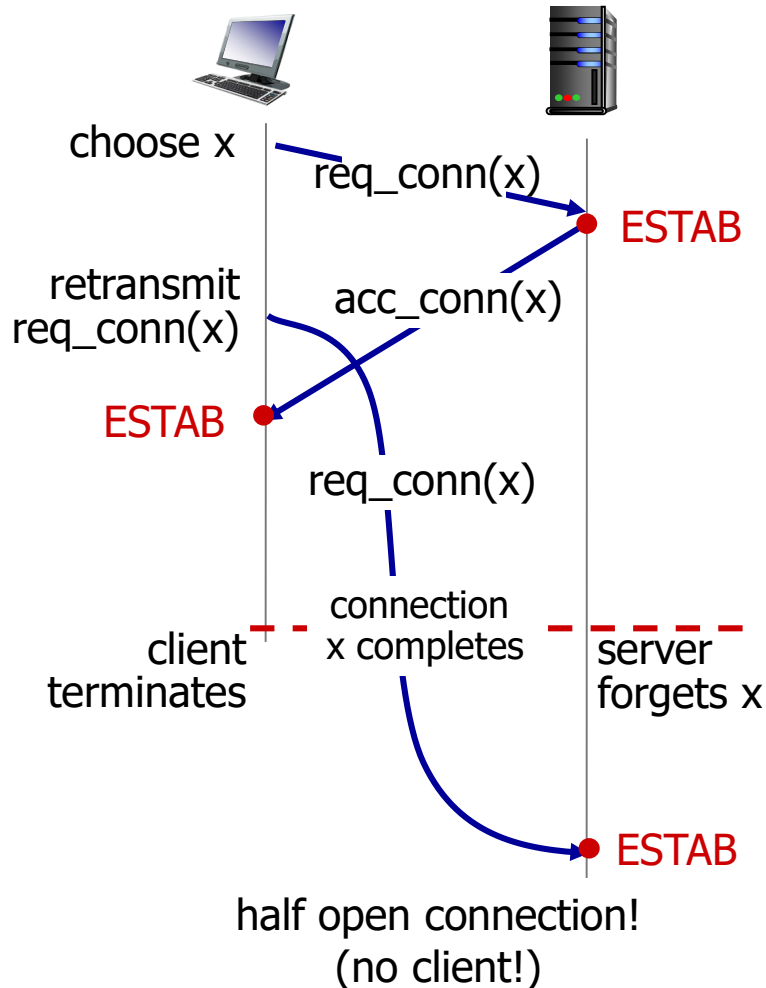 choose x
req_conn(x)
ESTAB
retransmit
req_conn(x)
acc_conn(x)
ESTAB
req_conn(x)
connection
x completes
client
terminates
server
forgets x
ESTAB
half open connection!
(no client!)